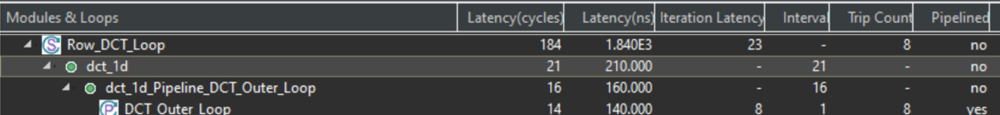 Modules & Loops Latency(cycles) Latency(ns) Iteration Latency Interval Trip Count Pipelined
Row_DCT_Loop 184 1.840E3 23 - 8 no
dct_1d 21 210.000 - 21 - no
dct_1d_Pipeline_DCT_Outer_Loop 16 160.000 - 16 - no
DCT_Outer_Loop 14 140.000 8 1 8 yes